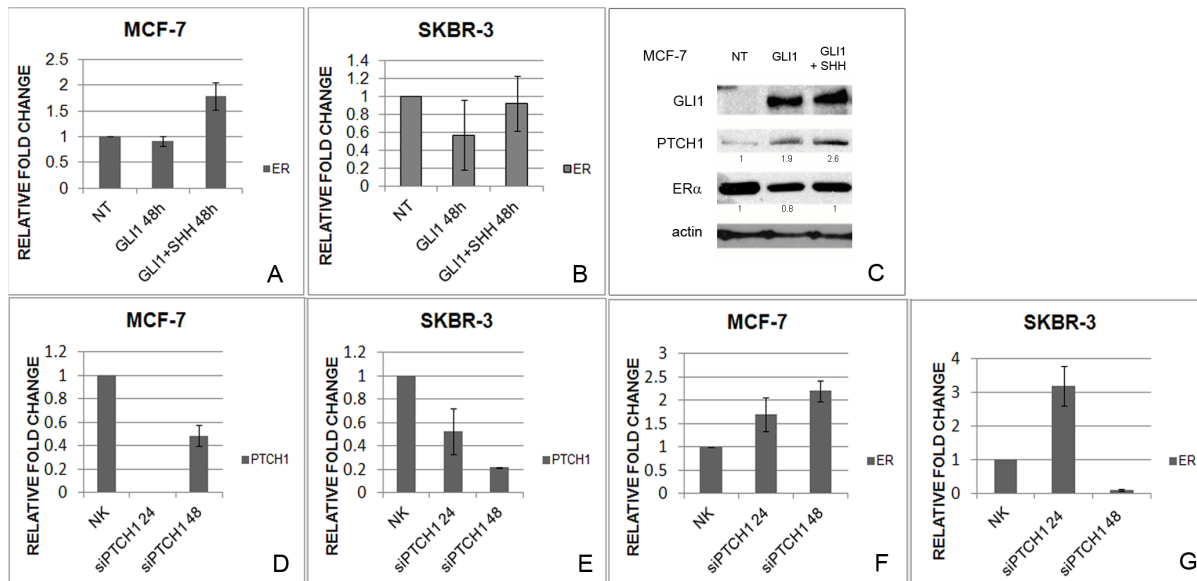 MCF-7
RELATIVE FOLD CHANGE
2.5
2
1.5
1
0.5
0
NT
GLI1 48h
GLI1+SHH 48h
ER
A
SKBR-3
RELATIVE FOLD CHANGE
1.4
1.2
1
0.8
0.6
0.4
0.2
0
NT
GLI1 48h
GLI1+SHH 48h
ER
B
MCF-7
NT
GLI1
GLI1
+ SHH
GLI1
PTCH1
1 1.9 2.6
ERα
1 0.8 1
actin
C
MCF-7
RELATIVE FOLD CHANGE
1.2
1
0.8
0.6
0.4
0.2
0
NK
siPTCH1 24
siPTCH1 48
PTCH1
D
SKBR-3
RELATIVE FOLD CHANGE
1.2
1
0.8
0.6
0.4
0.2
0
NK
siPTCH1 24
siPTCH1 48
PTCH1
E
MCF-7
RELATIVE FOLD CHANGE
3
2.5
2
1.5
1
0.5
0
NK
siPTCH1 24
siPTCH1 48
ER
F
SKBR-3
RELATIVE FOLD CHANGE
4
3
2
1
0
NK
siPTCH1 24
siPTCH1 48
ER
G